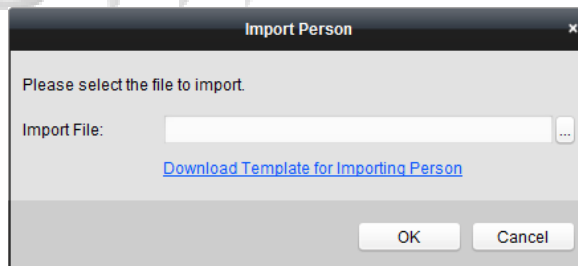 Import Person
×
Please select the file to import.
Import File:
...
Download Template for Importing Person
OK
Cancel